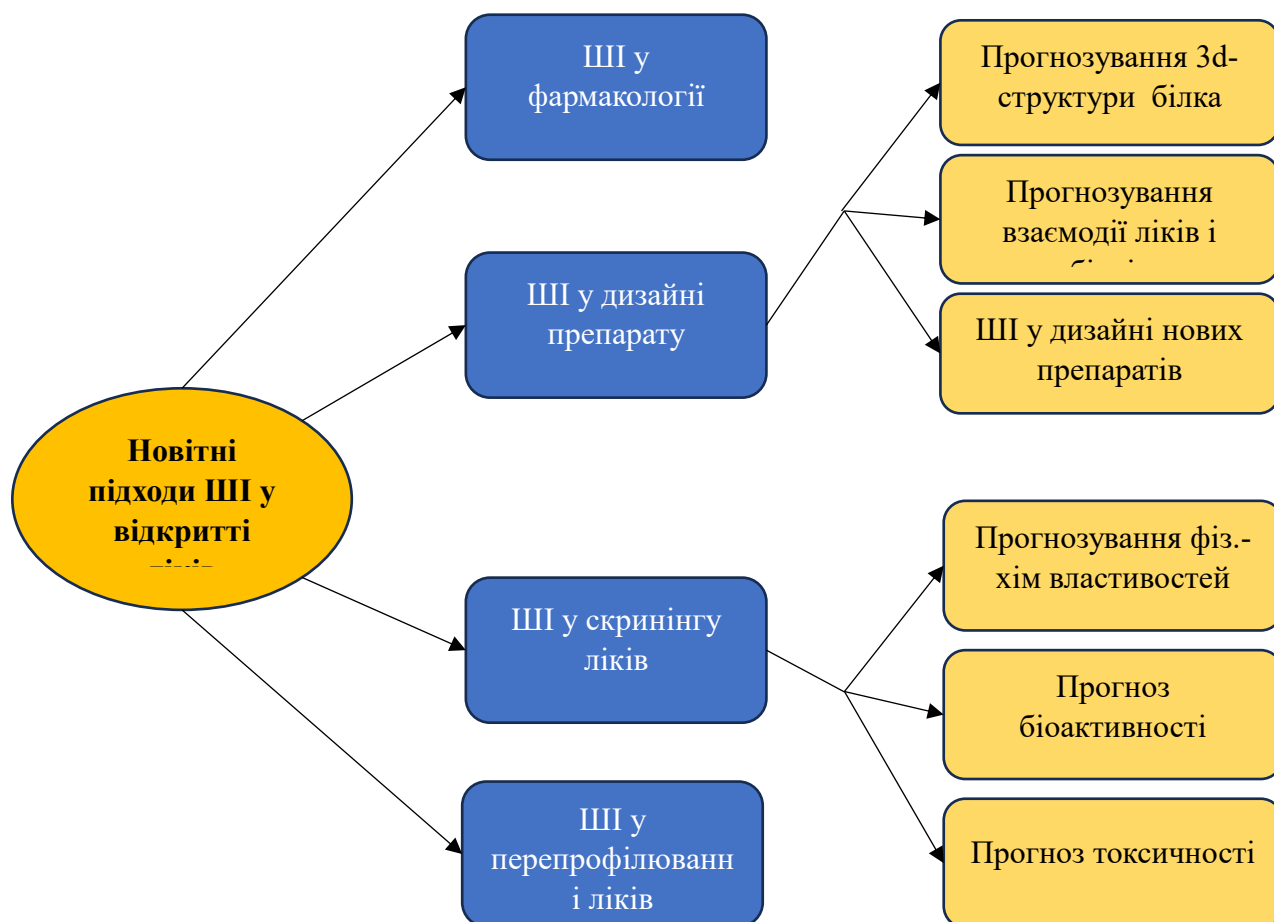 ШІ у
фармакології
Прогнозування 3d-
структури білка
Прогнозування
взаємодії ліків і
ШІ у дизайні
препарату
ШІ у дизайні нових
препаратів
Новітні
підходи ШІ у
відкритті
Прогнозування фіз.-
хім властивостей
ШІ у скринінгу
ліків
Прогноз
біоактивності
ШІ у
перепрофілюванн
і ліків
Прогноз токсичності